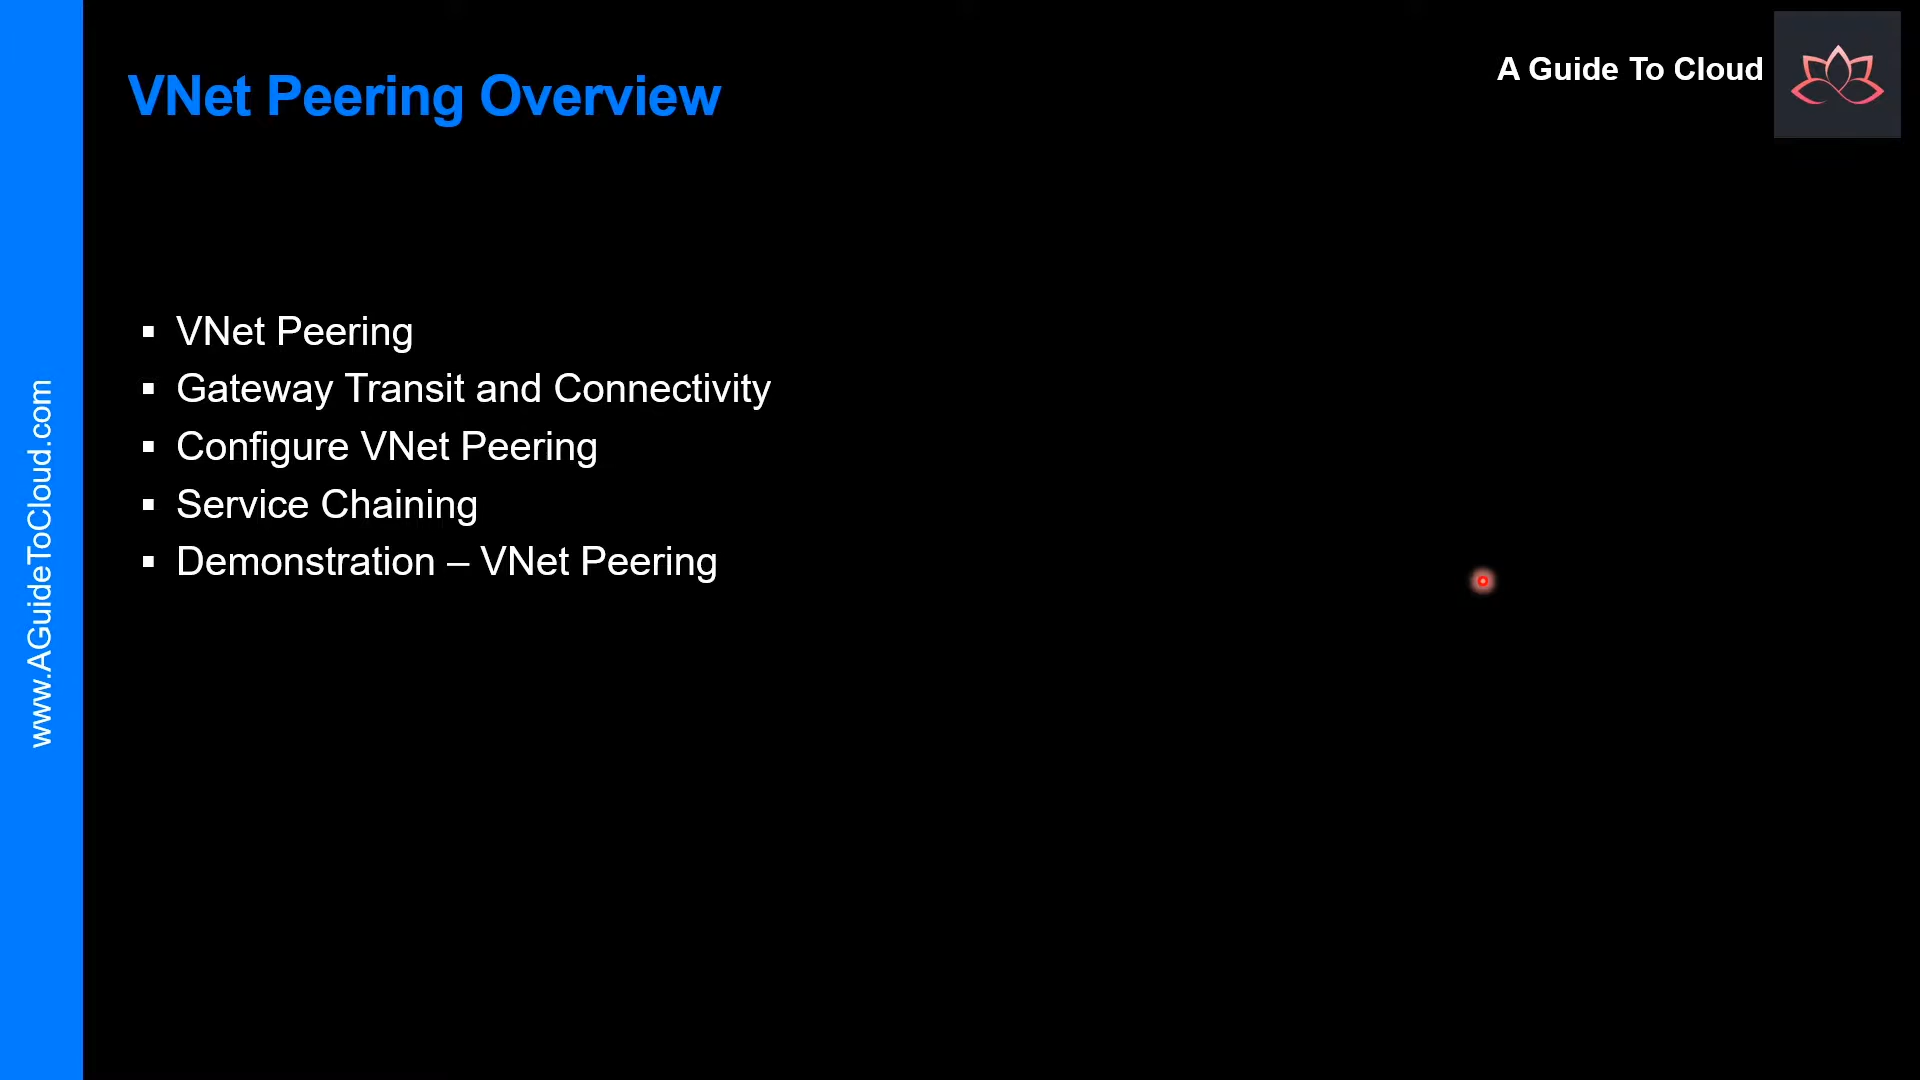 VNet Peering Overview
A Guide To Cloud
▪ VNet Peering
▪ Gateway Transit and Connectivity
▪ Configure VNet Peering
▪ Service Chaining
▪ Demonstration – VNet Peering
www.AGuideToCloud.com